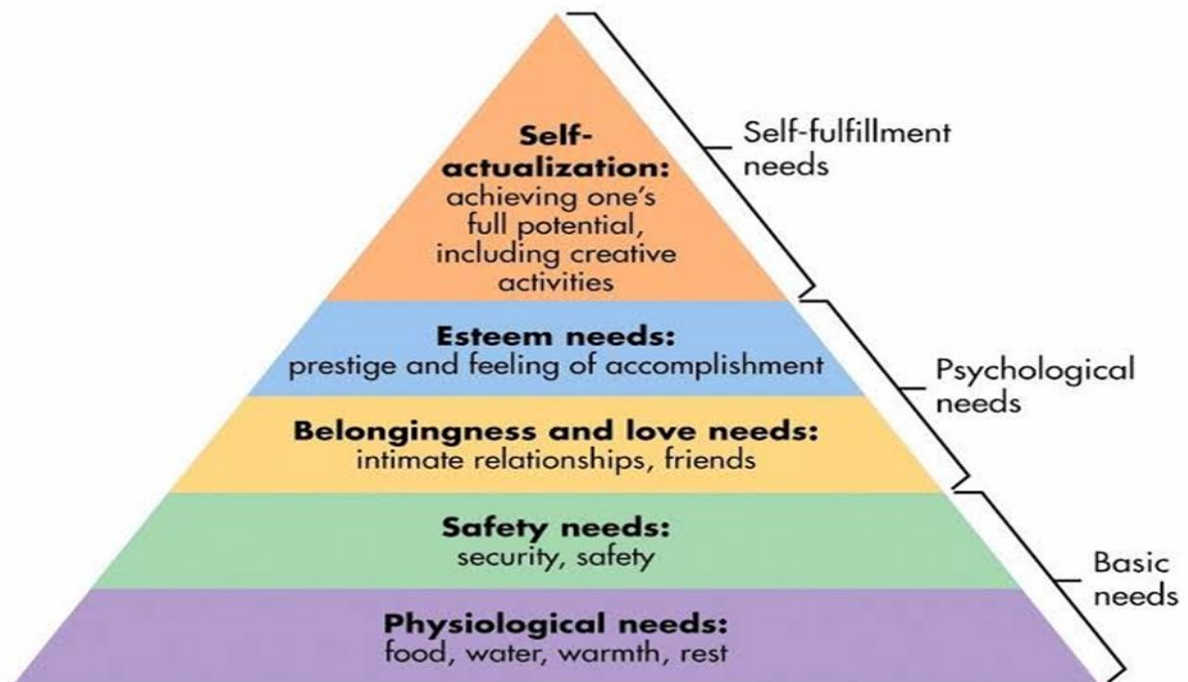 Self-
actualization:
achieving one's
full potential,
including creative
activities
Self-fulfillment
needs
Esteem needs:
prestige and feeling of accomplishment
Psychological
needs
Belongingness and love needs:
intimate relationships, friends
Safety needs:
security, safety
Basic
needs
Physiological needs:
food, water, warmth, rest